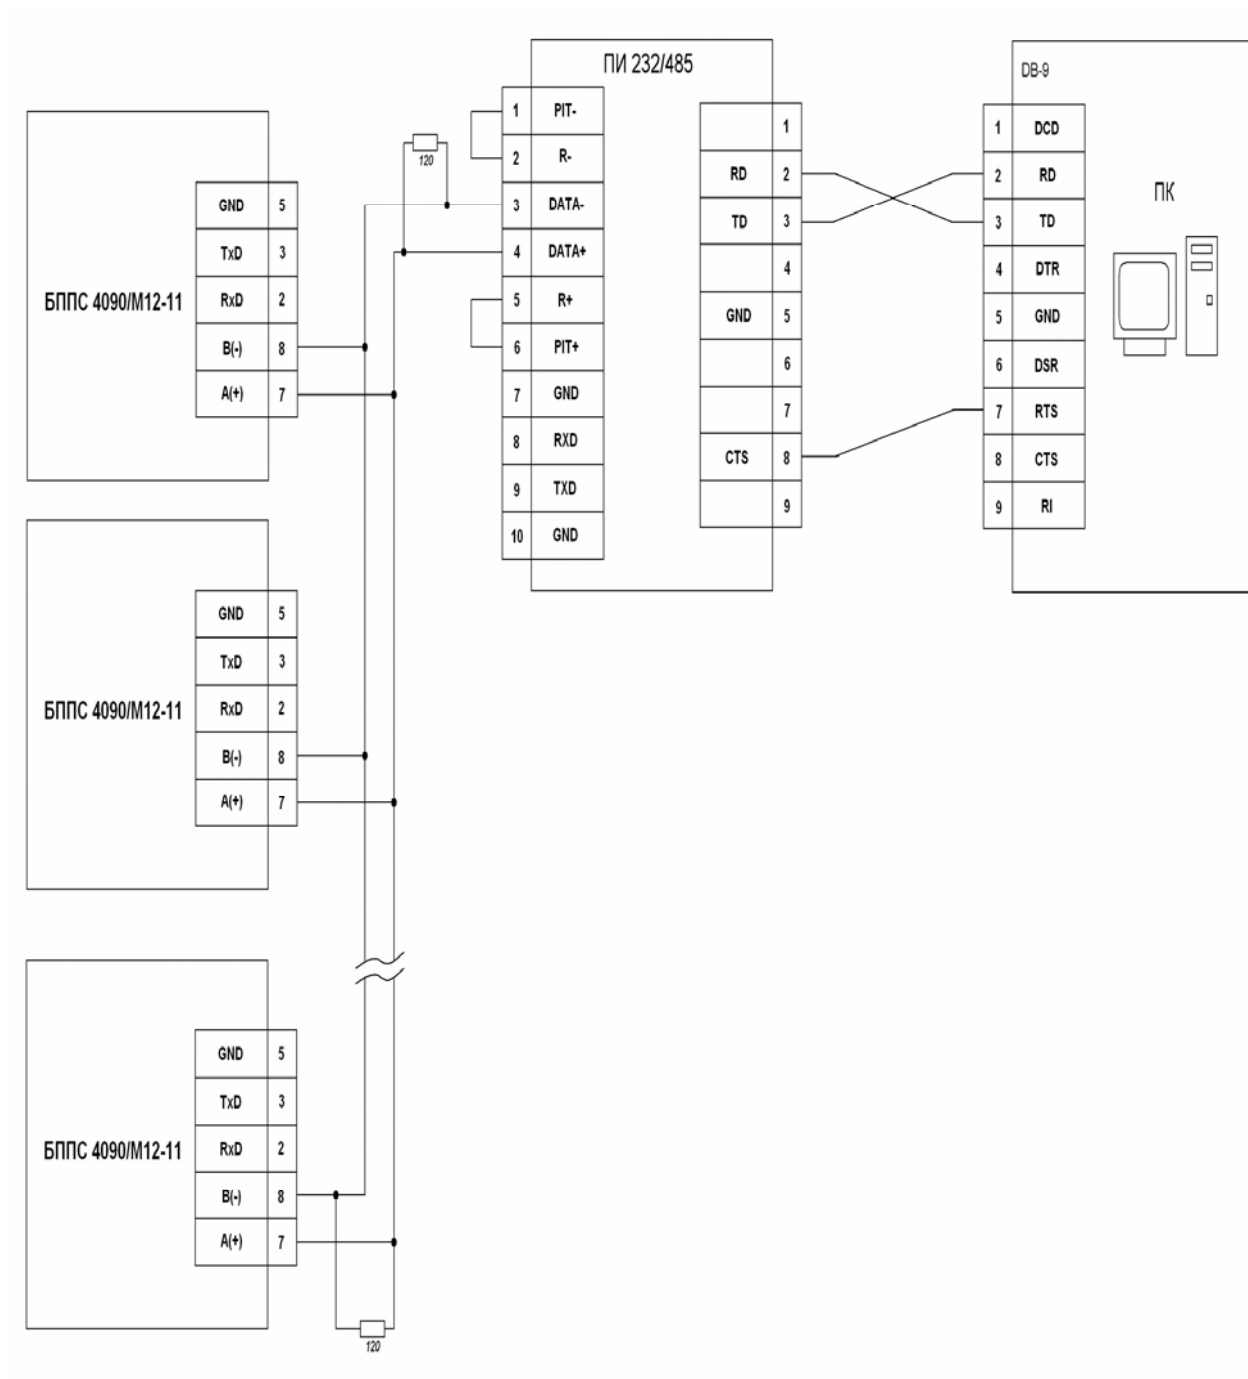 ПИ 232/485
1 PIT-
2 R-
3 DATA-
4 DATA+
5 R+
6 PIT+
7 GND
8 RXD
9 TXD
10 GND
1
RD 2
TD 3
4
GND 5
6
7
CTS 8
9
DB-9
1 DCD
2 RD
3 TD
4 DTR
5 GND
6 DSR
7 RTS
8 CTS
9 RI
ПК
120
БППС 4090/М12-11
GND 5
TxD 3
RxD 2
B(-) 8
A(+) 7
БППС 4090/М12-11
GND 5
TxD 3
RxD 2
B(-) 8
A(+) 7
БППС 4090/М12-11
GND 5
TxD 3
RxD 2
B(-) 8
A(+) 7
120